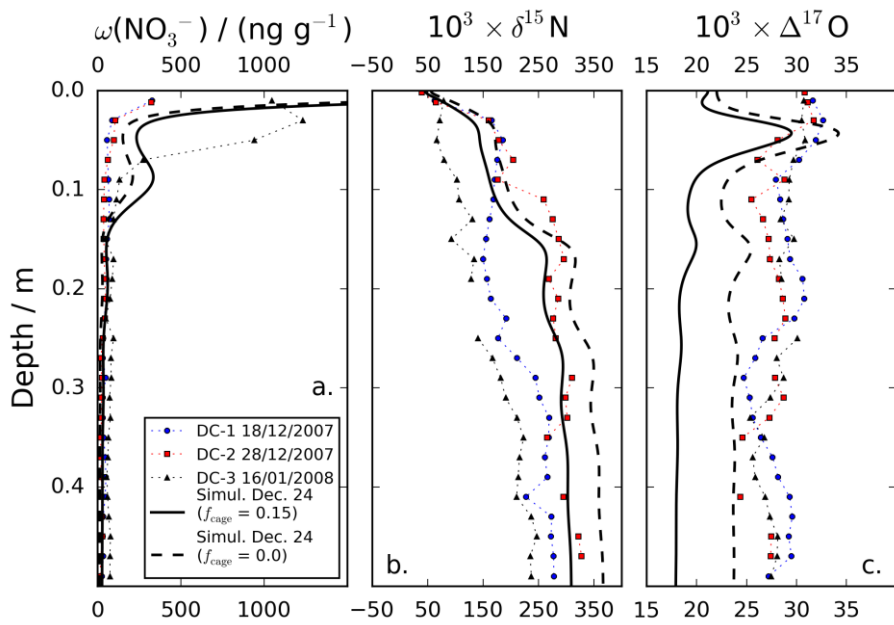 ω(NO₃⁻) / (ng g⁻¹) 10³ × δ¹⁵N 10³ × Δ¹⁷O
0 500 1000 -50 50 150 250 350 15 20 25 30 35
Depth / m
0.0
0.1
0.2
0.3
0.4
a.
DC-1 18/12/2007
DC-2 28/12/2007
DC-3 16/01/2008
Simul. Dec. 24
(f_cage = 0.15)
Simul. Dec. 24
(f_cage = 0.0)
b. c.
0 500 1000 -50 50 150 250 350 15 20 25 30 35